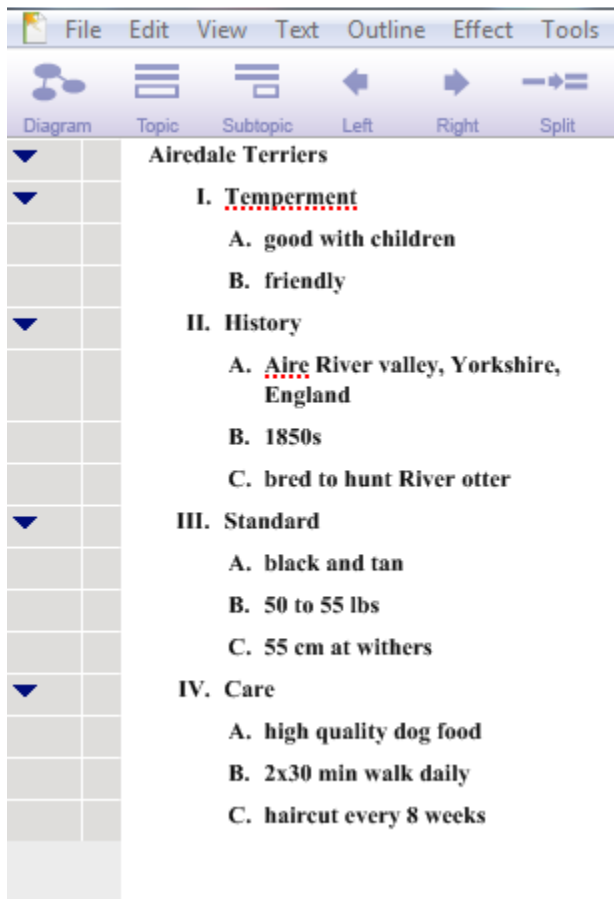 File Edit View Text Outline Effect Tools
Diagram Topic Subtopic Left Right Split
Airedale Terriers
I. Temperment
A. good with children
B. friendly
II. History
A. Aire River valley, Yorkshire,
England
B. 1850s
C. bred to hunt River otter
III. Standard
A. black and tan
B. 50 to 55 lbs
C. 55 cm at withers
IV. Care
A. high quality dog food
B. 2x30 min walk daily
C. haircut every 8 weeks